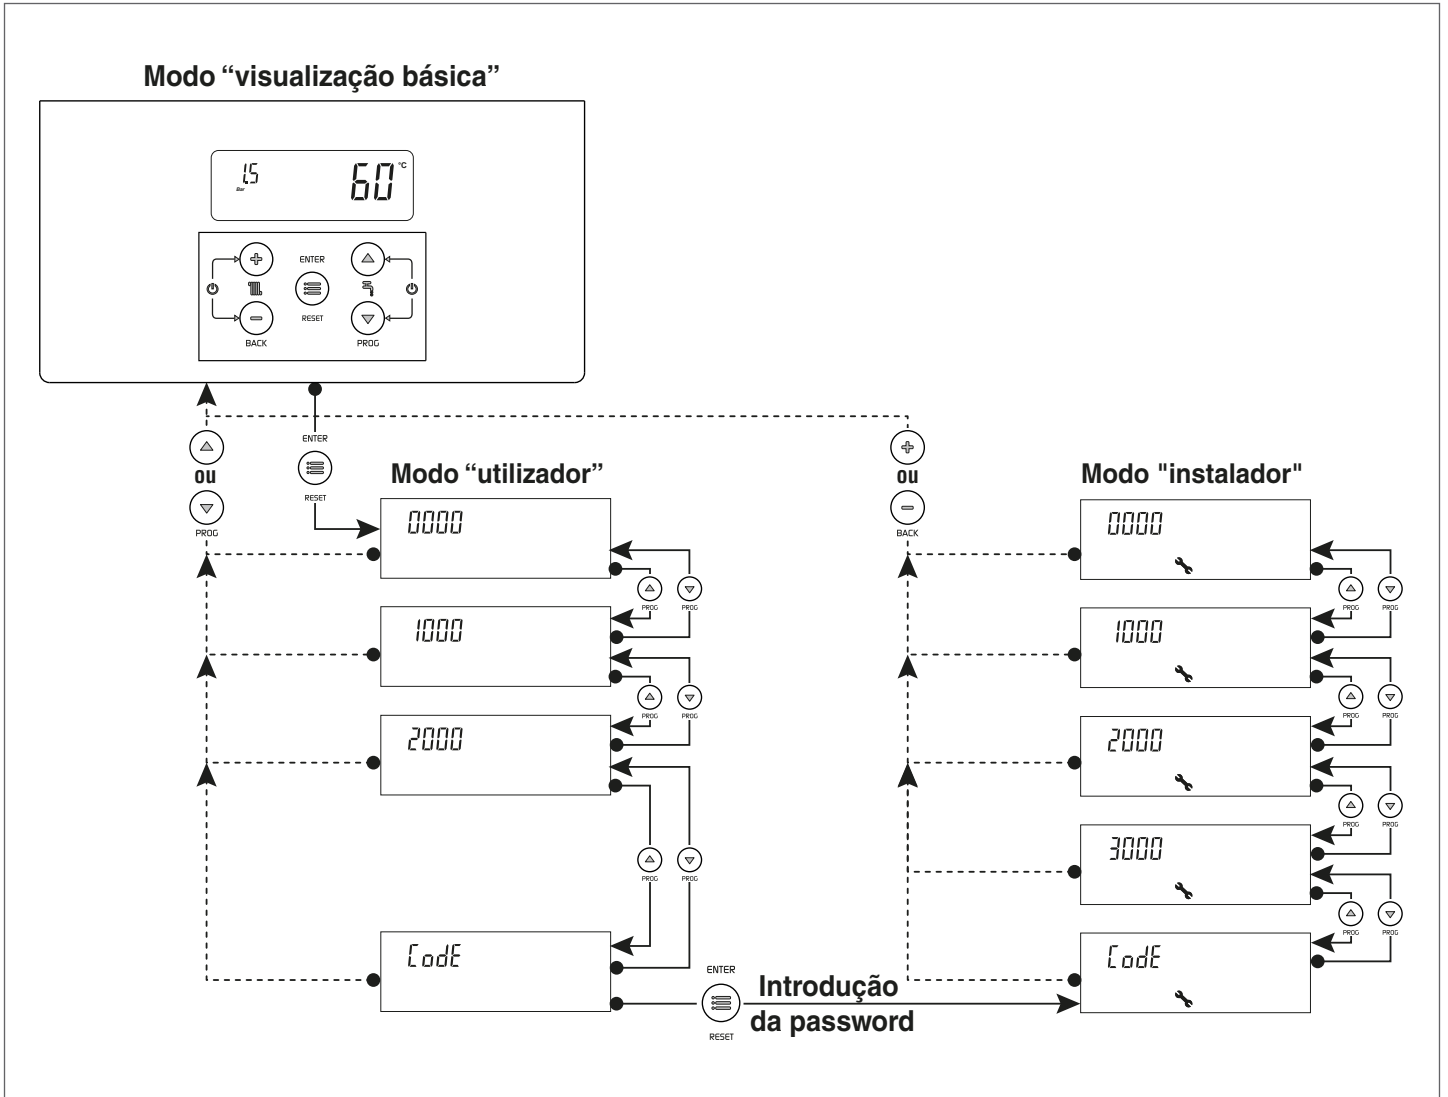 Modo “visualização básica”
1.5
Bar
60 °C
ENTER
RESET
BACK
PROG
ENTER
RESET
ou
PROG
ou
BACK
Modo “utilizador”
0000
PROG
PROG
1000
PROG
PROG
2000
PROG
PROG
CodE
ENTER
RESET
Introdução
da password
Modo "instalador"
0000
PROG
PROG
1000
PROG
PROG
2000
PROG
PROG
3000
PROG
PROG
CodE